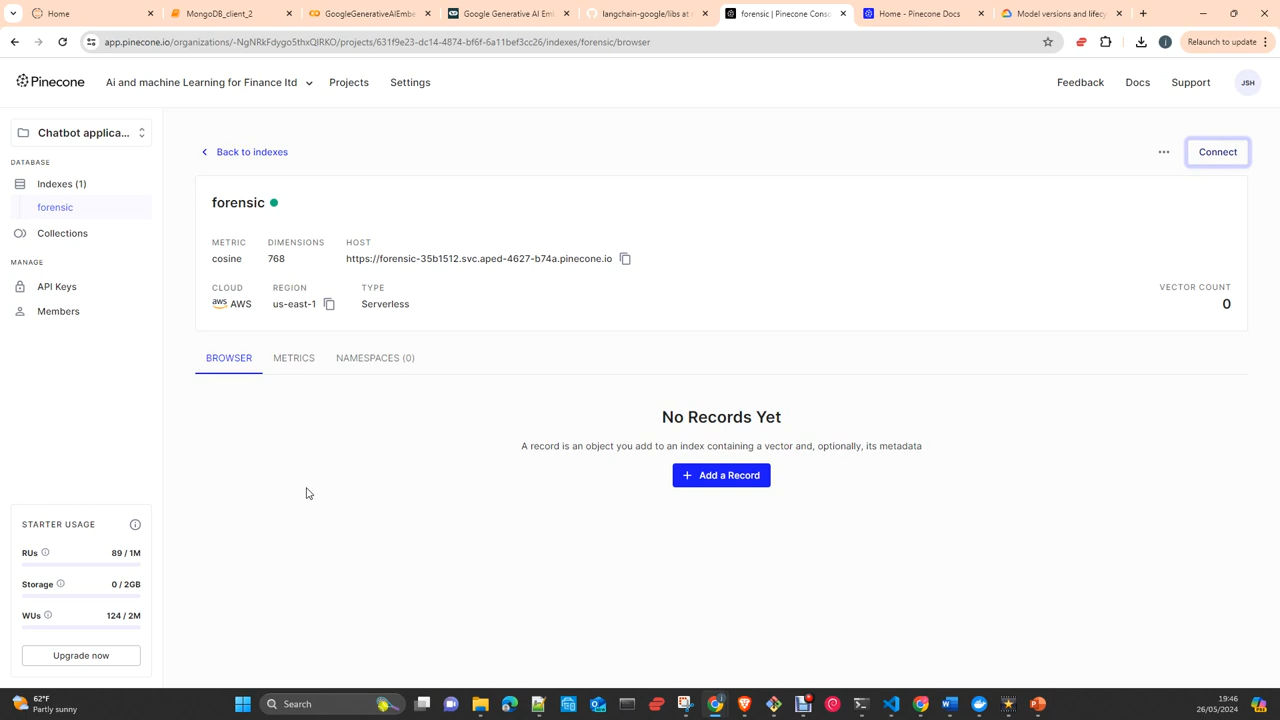 Home
MongoDB_client_2
GoogleGenerativeAIEmbe
Google Generative AI Em
langchain-google/libs at
forensic | Pinecone Conso
Home - Pinecone Docs
Model versions and lifecy
app.pinecone.io/organizations/-NgNRkFdygo5thxQIRKO/projects/631f9e23-dc14-4874-bf6f-6a11bef3cc26/indexes/forensic/browser
Relaunch to update
Pinecone
Ai and machine Learning for Finance ltd
Projects
Settings
Feedback
Docs
Support
JSH
Chatbot applica...
DATABASE
Indexes (1)
forensic
Collections
MANAGE
API Keys
Members
Back to indexes
Connect
forensic
METRIC DIMENSIONS HOST
cosine 768 https://forensic-35b1512.svc.aped-4627-b74a.pinecone.io
CLOUD REGION TYPE
aws AWS us-east-1 Serverless
VECTOR COUNT
0
BROWSER METRICS NAMESPACES (0)
No Records Yet
A record is an object you add to an index containing a vector and, optionally, its metadata
+ Add a Record
STARTER USAGE
RUs 89 / 1M
Storage 0 / 2GB
WUs 124 / 2M
Upgrade now
62°F
Partly sunny
Search
19:46
26/05/2024